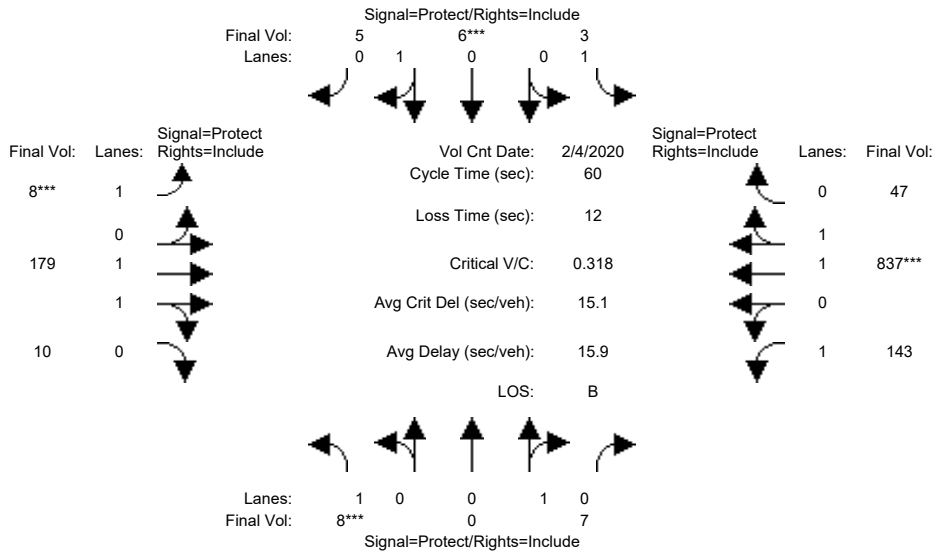 Signal=Protect/Rights=Include
Final Vol: 5 6*** 3
Lanes: 0 1 0 0 1
Signal=Protect
Final Vol: Lanes: Rights=Include
Vol Cnt Date: 2/4/2020
Signal=Protect
Rights=Include Lanes: Final Vol:
Cycle Time (sec): 60
8*** 1
0 47
Loss Time (sec): 12
0
1
179 1
Critical V/C: 0.318
1 837***
1
Avg Crit Del (sec/veh): 15.1
0
10 0
Avg Delay (sec/veh): 15.9
1 143
LOS: B
Lanes: 1 0 0 1 0
Final Vol: 8*** 0 7
Signal=Protect/Rights=Include